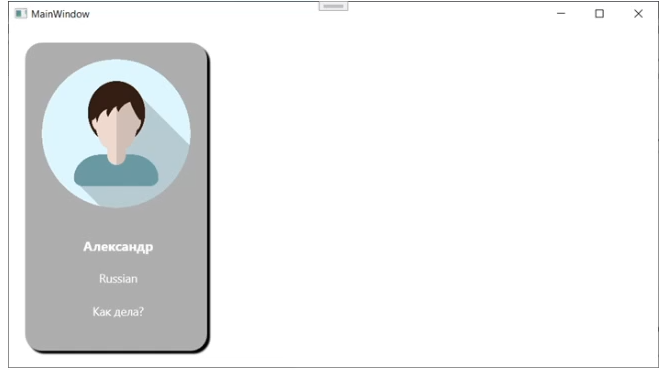 MainWindow
Александр
Russian
Как дела?